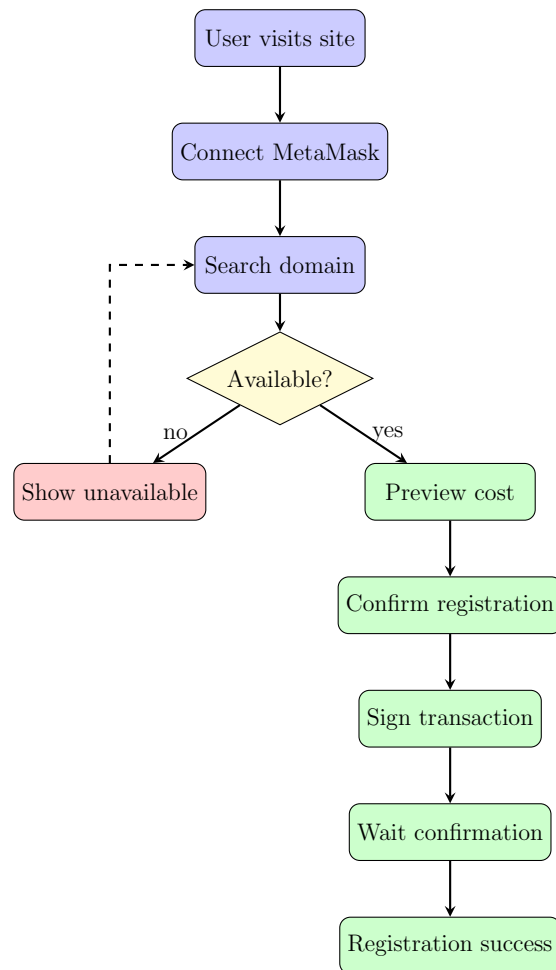 User visits site
Connect MetaMask
Search domain
Available?
no
yes
Show unavailable
Preview cost
Confirm registration
Sign transaction
Wait confirmation
Registration success